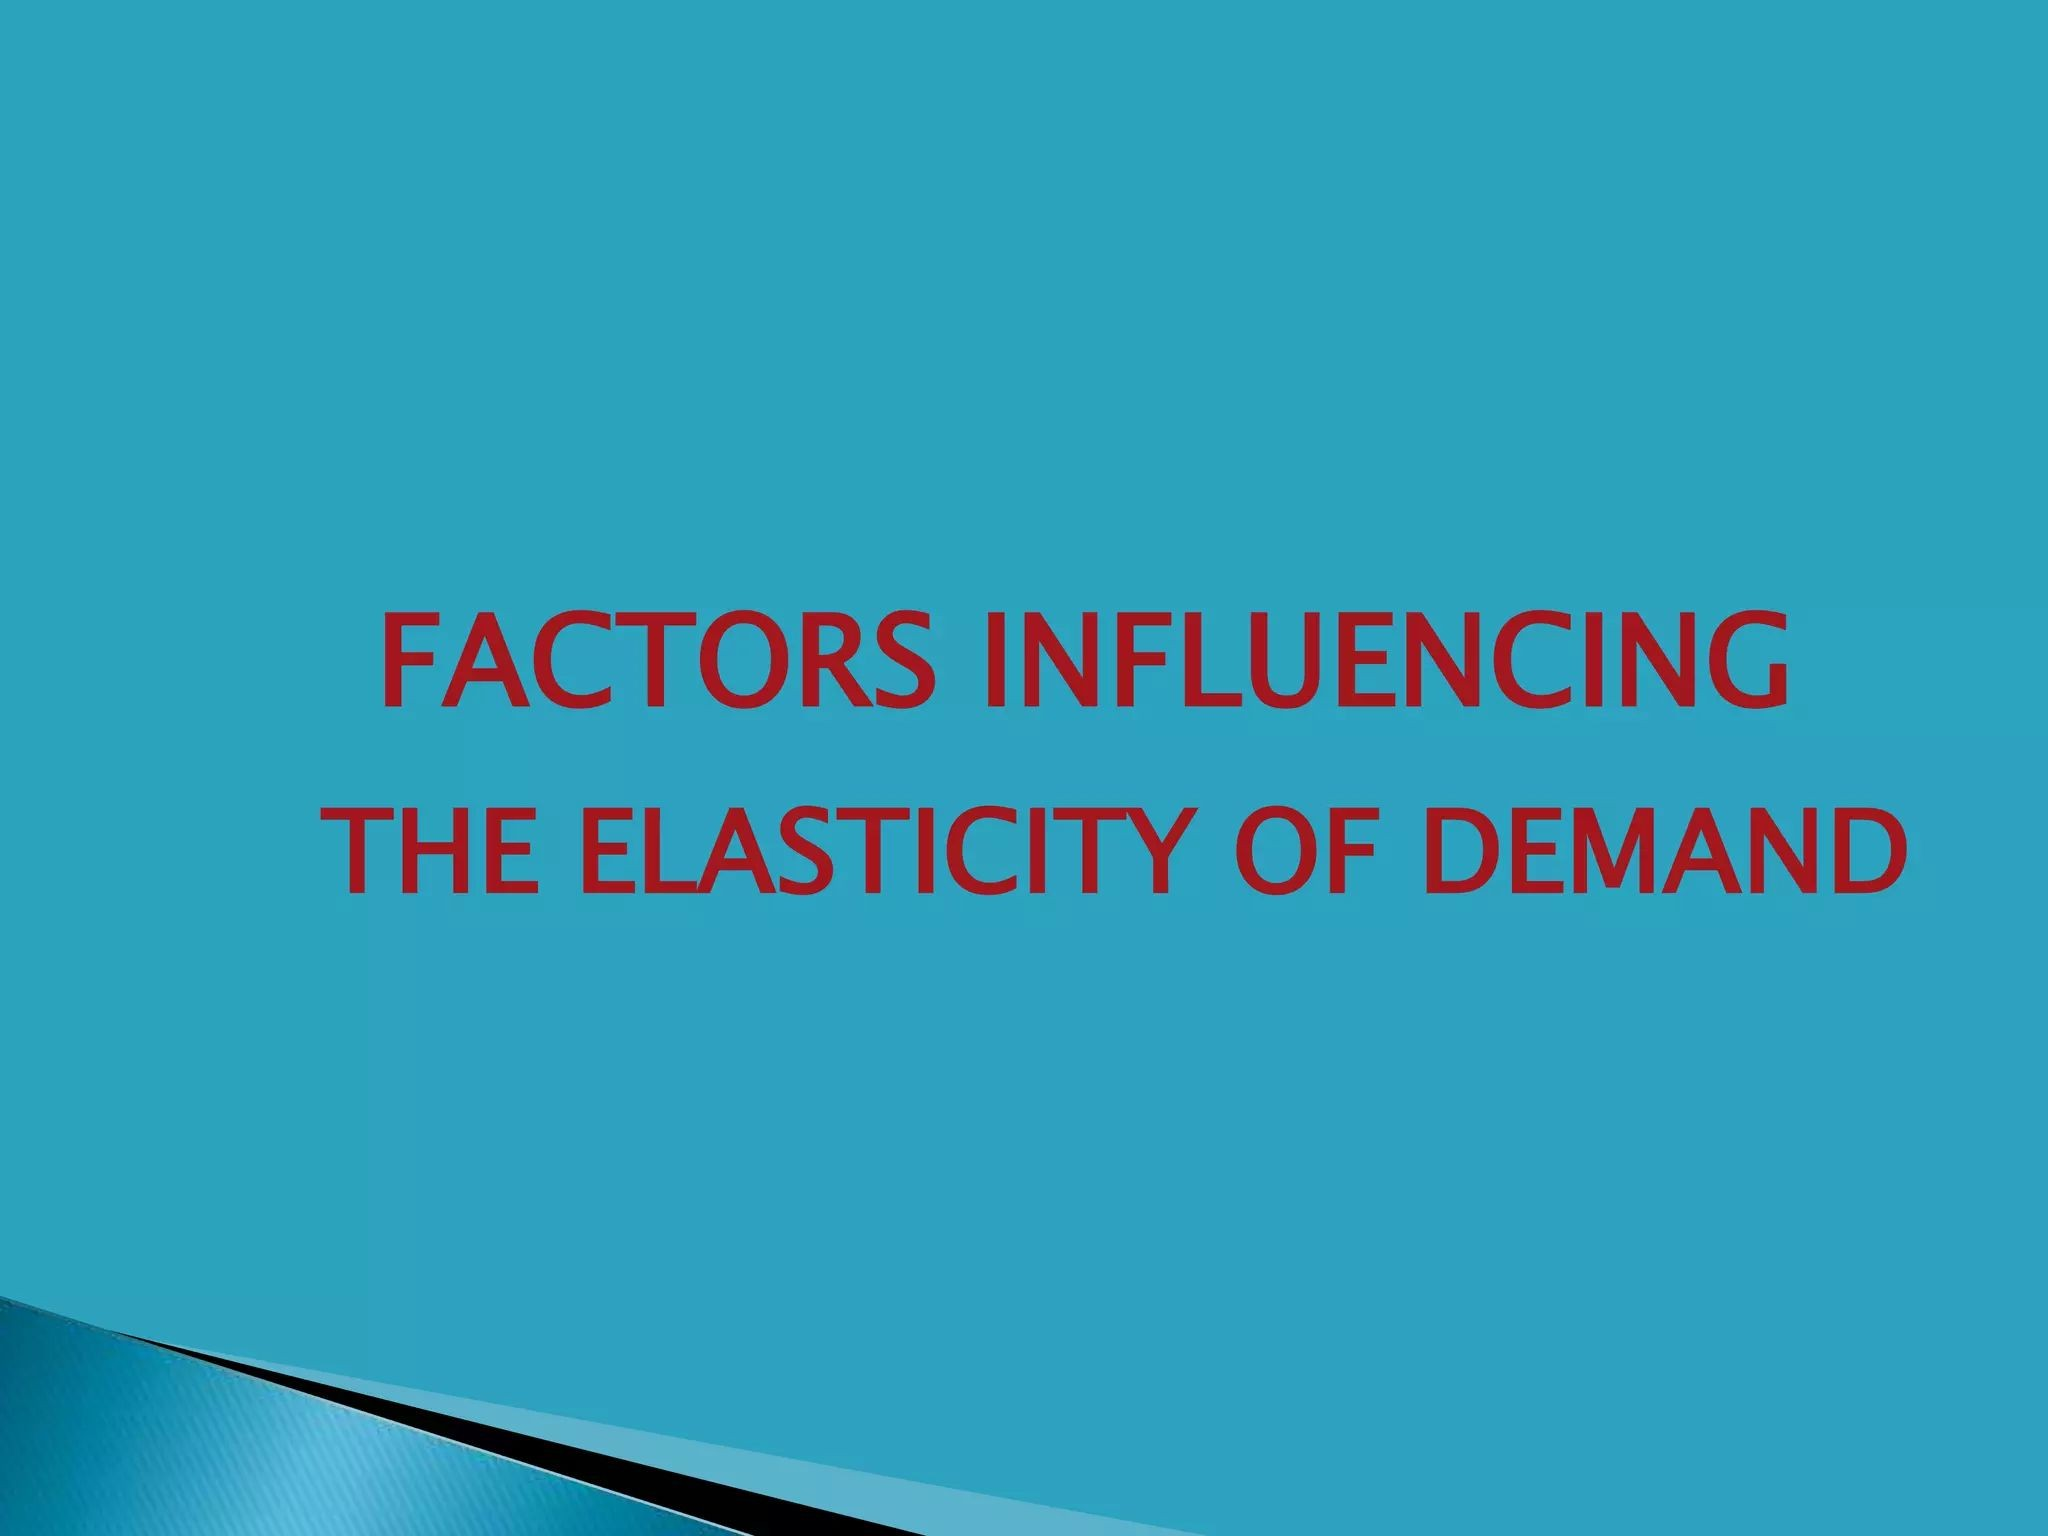 FACTORS INFLUENCING
THE ELASTICITY OF DEMAND